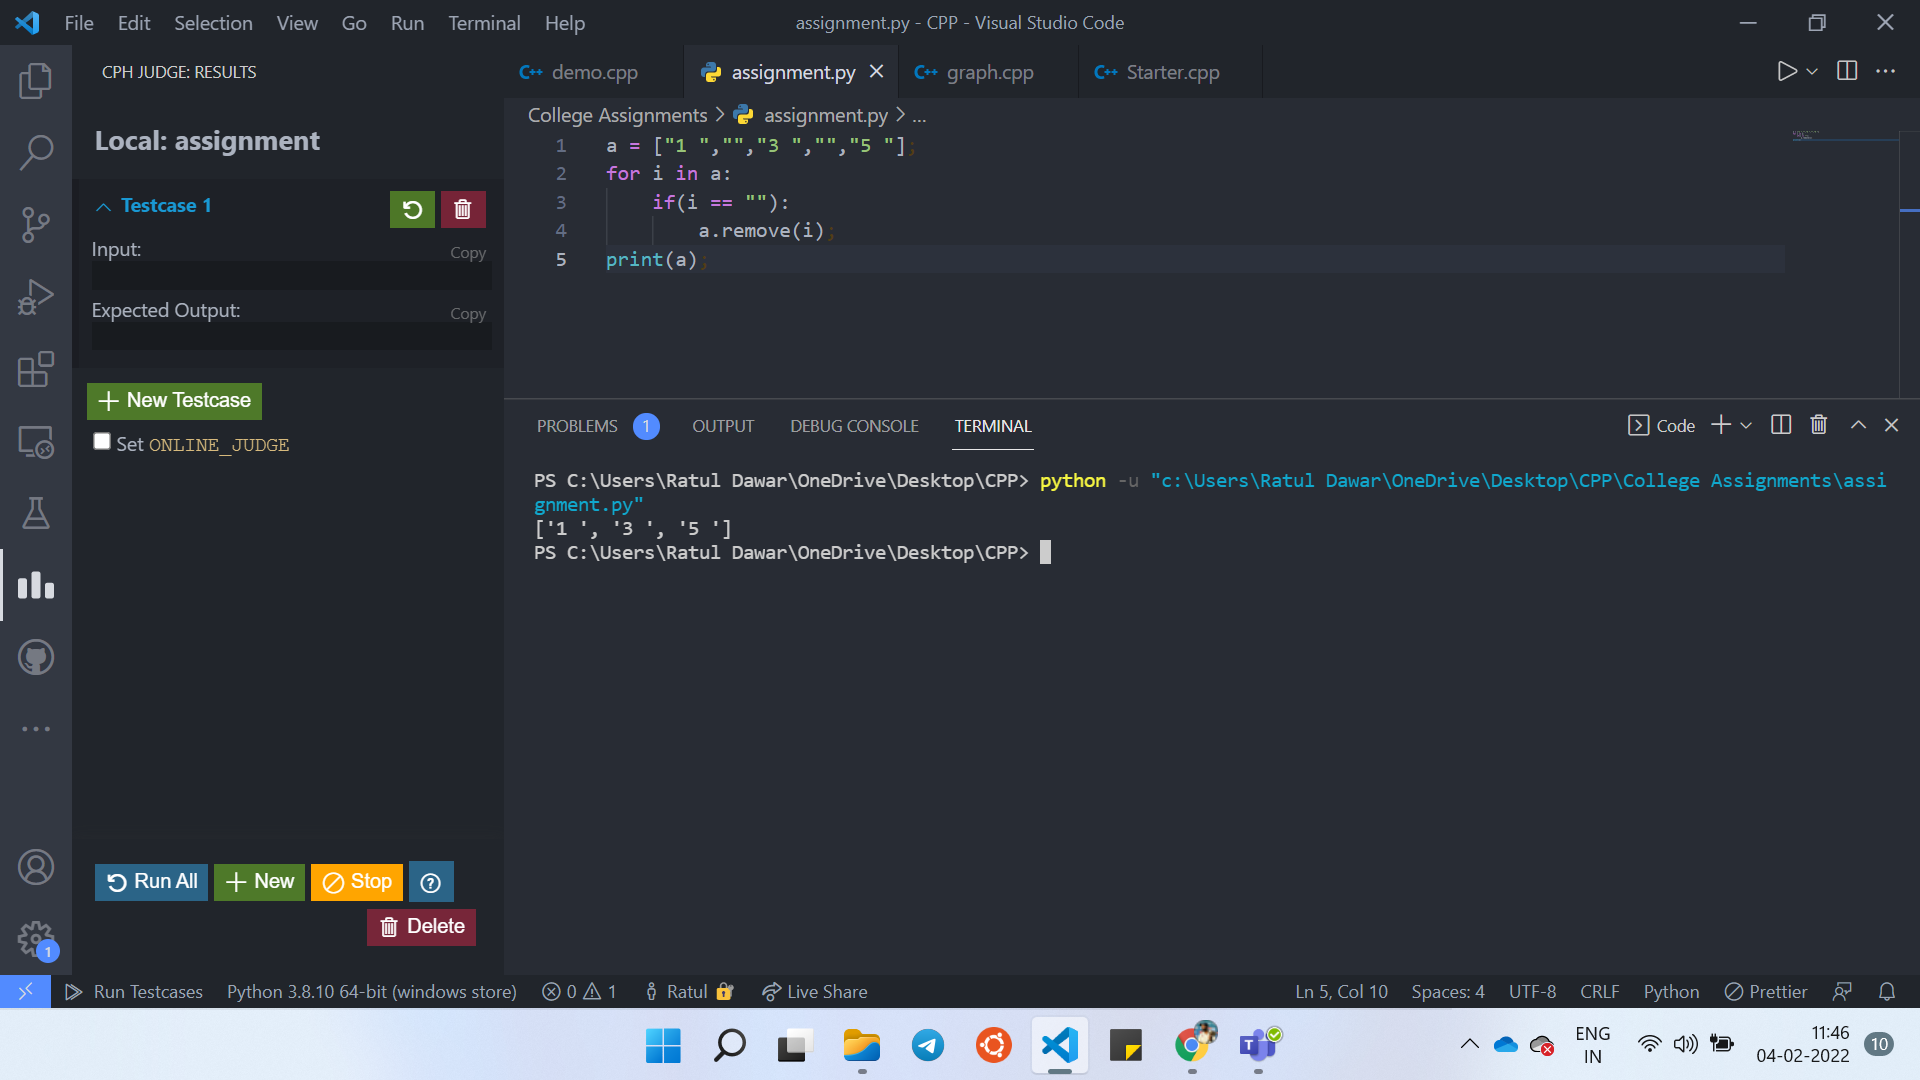 File Edit Selection View Go Run Terminal Help
assignment.py - CPP - Visual Studio Code
CPH JUDGE: RESULTS
demo.cpp
assignment.py
graph.cpp
Starter.cpp
College Assignments > assignment.py > ...
Local: assignment
Testcase 1
Input:
Copy
Expected Output:
Copy
New Testcase
Set ONLINE_JUDGE
1 a = ["1 ","","3 ","","5 "];
2 for i in a:
3 if(i == ""):
4 a.remove(i);
5 print(a);
PROBLEMS 1 OUTPUT DEBUG CONSOLE TERMINAL
Code
PS C:\Users\Ratul Dawar\OneDrive\Desktop\CPP> python -u "c:\Users\Ratul Dawar\OneDrive\Desktop\CPP\College Assignments\assi
gnment.py"
['1 ', '3 ', '5 ']
PS C:\Users\Ratul Dawar\OneDrive\Desktop\CPP>
Run All
New
Stop
Delete
1
Run Testcases Python 3.8.10 64-bit (windows store) 0 1 Ratul Live Share
Ln 5, Col 10 Spaces: 4 UTF-8 CRLF Python Prettier
ENG
IN
11:46
04-02-2022
10